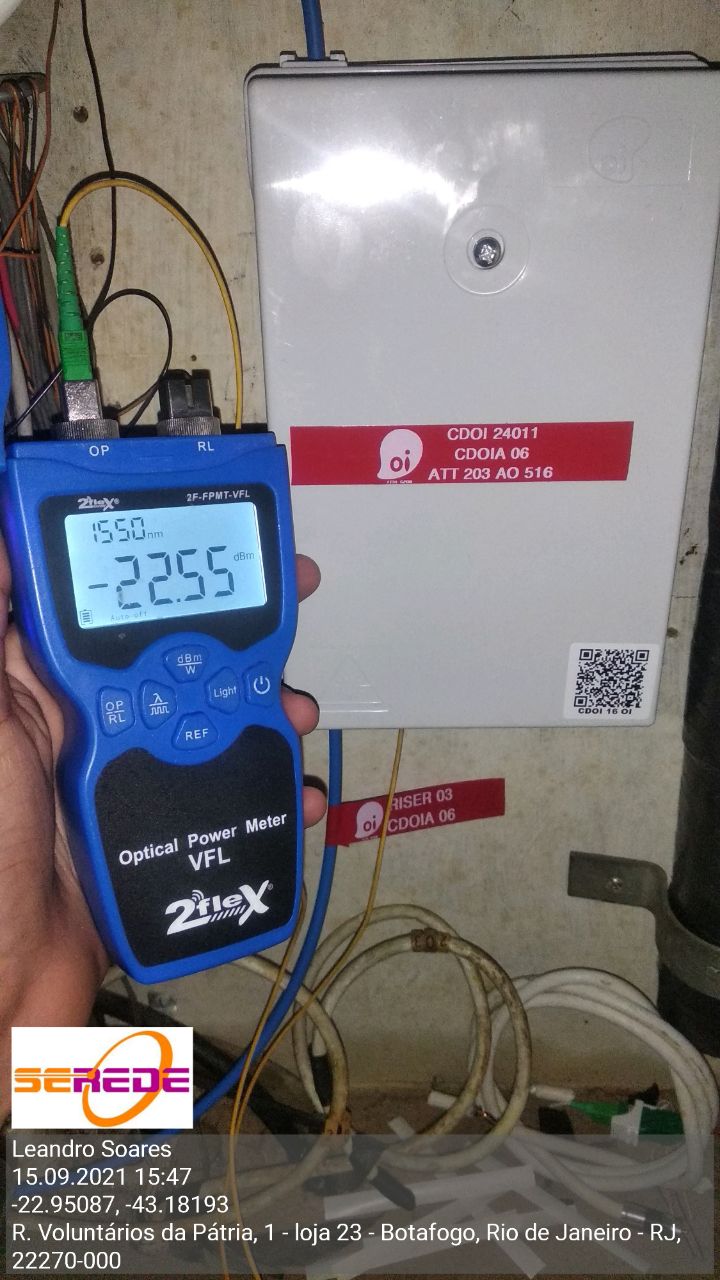 CDOI 24011
CDOIA 06
oi
ATT 203 AO 516
OP
RL
2fleX
2F-FPMT-VFL
1550nm
-22.55 dBm
Auto off
dBm
W
OP
RL
λ
Light
REF
Optical Power Meter
VFL
2fleX
CDOI 16 OI
RISER 03
oi
CDOIA 06
203
SEREDE
Leandro Soares
15.09.2021 15:47
-22.95087, -43.18193
R. Voluntários da Pátria, 1 - loja 23 - Botafogo, Rio de Janeiro - RJ,
22270-000